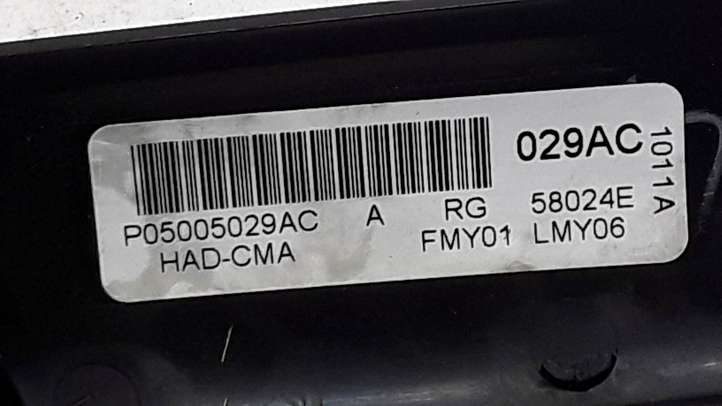 029AC
P05005029AC A RG 58024E
HAD-CMA FMY01 LMY06
1011A